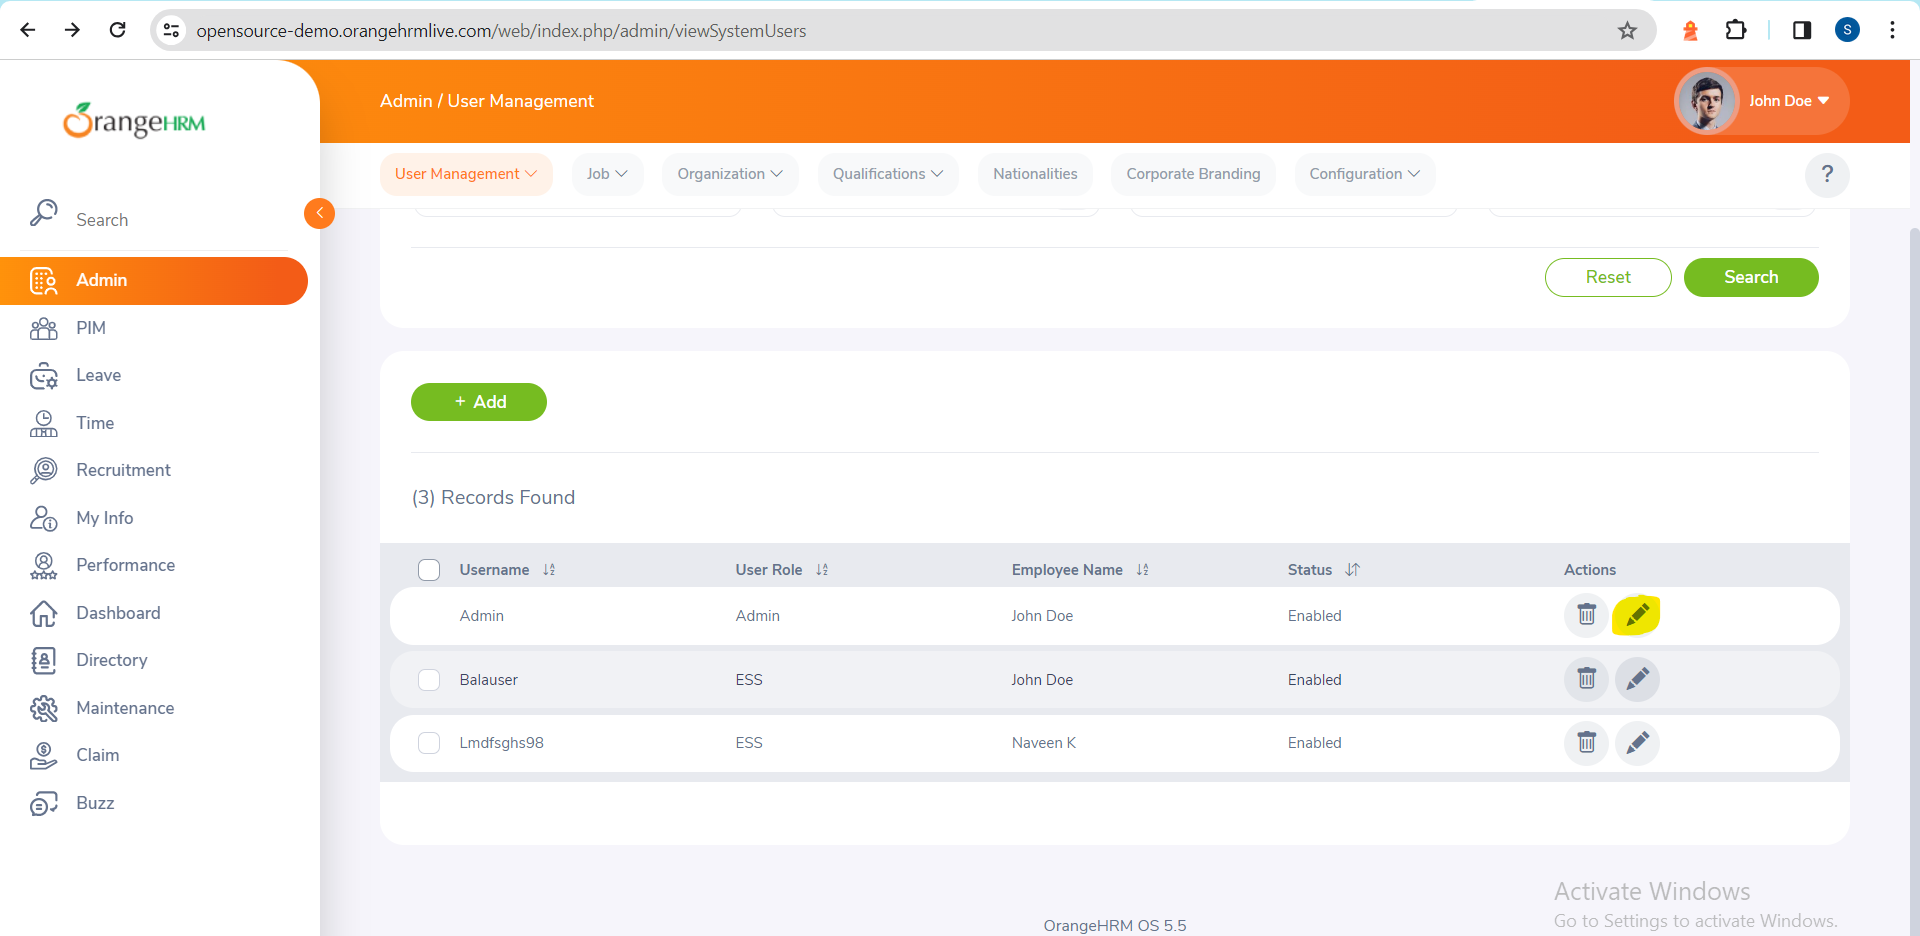 opensource-demo.orangehrmlive.com/web/index.php/admin/viewSystemUsers
S
OrangeHRM
Admin / User Management
John Doe
User Management
Job
Organization
Qualifications
Nationalities
Corporate Branding
Configuration
?
Search
Admin
PIM
Leave
Time
Recruitment
My Info
Performance
Dashboard
Directory
Maintenance
Claim
Buzz
Reset
Search
+ Add
(3) Records Found
Username User Role Employee Name Status Actions
Admin Admin John Doe Enabled
Balauser ESS John Doe Enabled
Lmdfsghs98 ESS Naveen K Enabled
Activate Windows
Go to Settings to activate Windows.
OrangeHRM OS 5.5